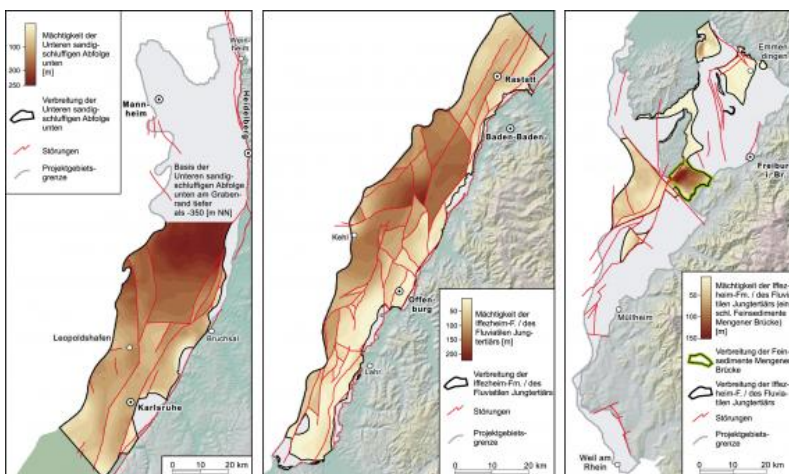 Mächtigkeit der
Unteren sandig-
schluffigen Abfolge
unten
[m]
100
200
250
Verbreitung der
Unteren sandig-
schluffigen Abfolge
unten
Störungen
Projektgebiets-
grenze
Wein-
heim
Mann-
heim
Heidelberg
Basis der
Unteren sandig-
schluffigen Abfolge
unten am Graben-
rand tiefer
als -350 [m NN]
Leopoldshafen
Bruchsal
Karlsruhe
0 10 20 km
Rastatt
Baden-Baden
Kehl
Offen-
burg
Lahr
50
100
150
200
Mächtigkeit der
Iffezheim-F. / des
Fluviatilen Jung-
tertiärs [m]
Verbreitung der
Iffezheim-Fm. / des
Fluviatilen Jungtertiärs
Störungen
Projektgebiets-
grenze
0 10 20 km
Emmen-
dingen
Freiburg
i. Br.
Müllheim
Weil am
Rhein
50
100
150
Mächtigkeit der Iffez-
heim-Fm. / des Fluvia-
tilen Jungtertiärs (ein-
schl. Feinsedimente
Mengener Brücke)
[m]
Verbreitung der Fein-
sedimente Mengener
Brücke
Verbreitung der Iffez-
heim-F. / des Fluvia-
tilen Jungtertiärs
Störungen
Projektgebiets-
grenze
0 10 20 km